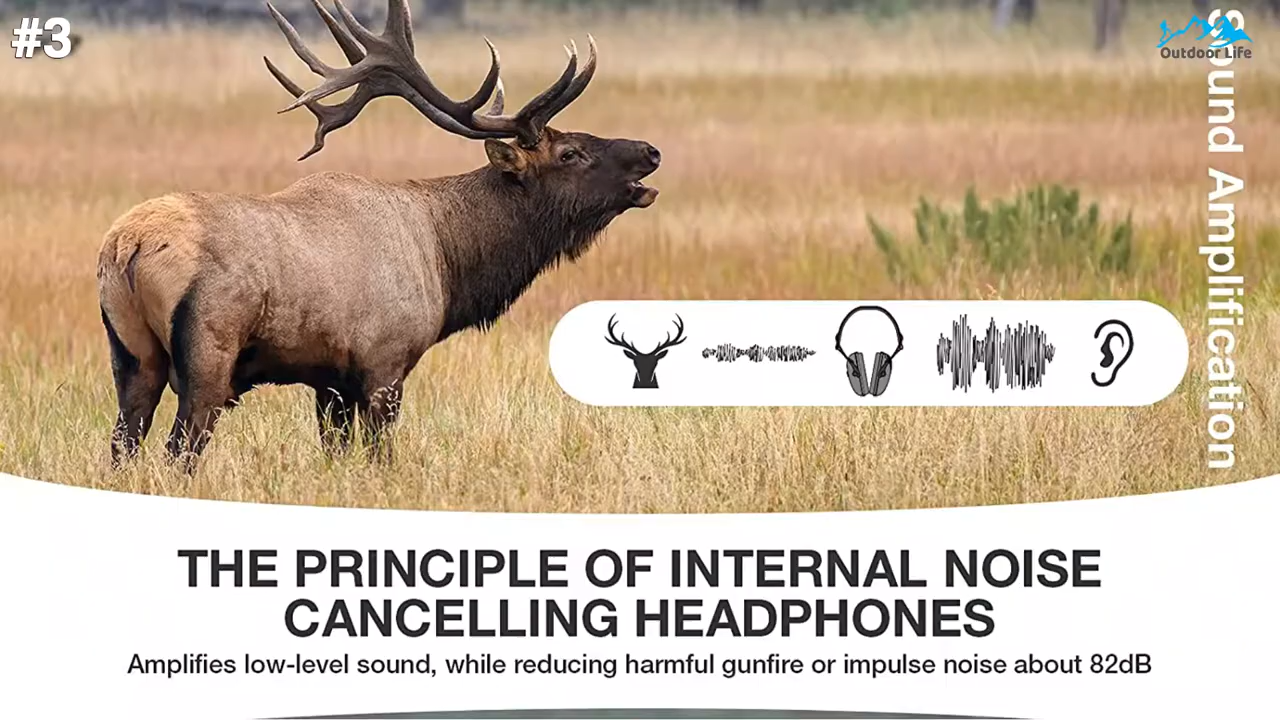 #3
Outdoor Life
Sound Amplification
THE PRINCIPLE OF INTERNAL NOISE
CANCELLING HEADPHONES
Amplifies low-level sound, while reducing harmful gunfire or impulse noise about 82dB